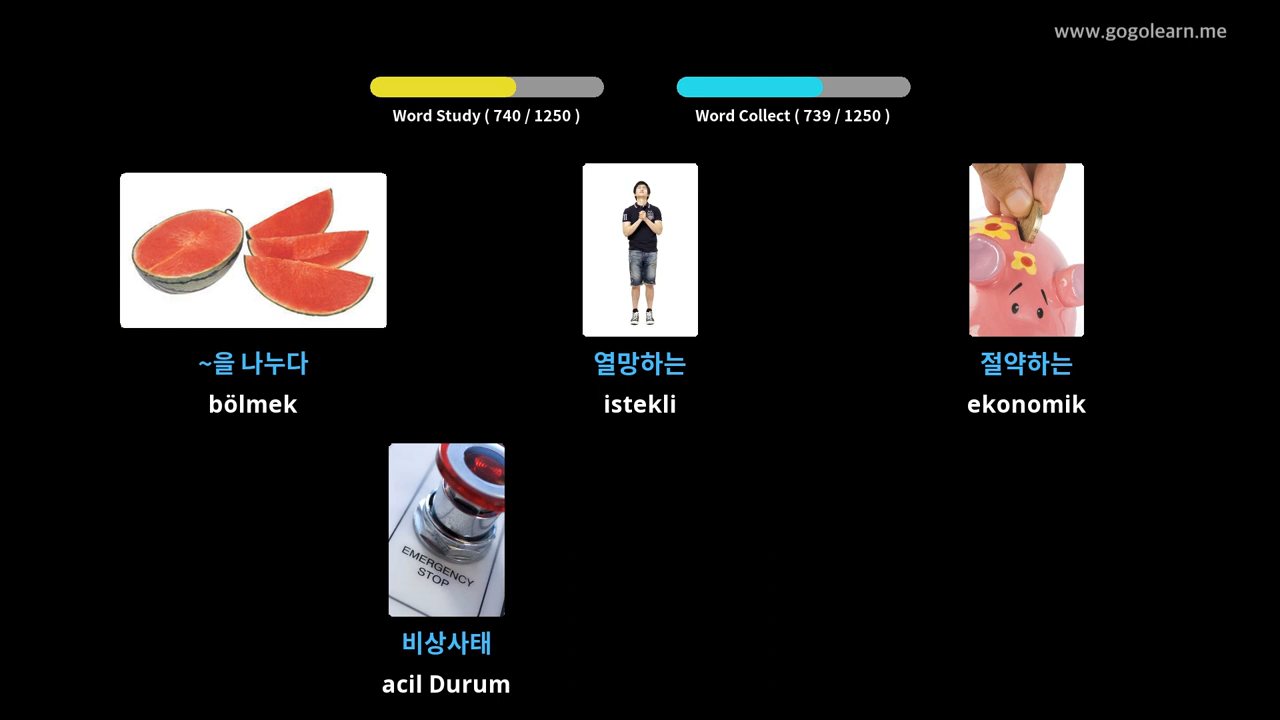 www.gogolearn.me
Word Study ( 740 / 1250 )
Word Collect ( 739 / 1250 )
~을 나누다
bölmek
열망하는
istekli
절약하는
ekonomik
EMERGENCY
STOP
비상사태
acil Durum